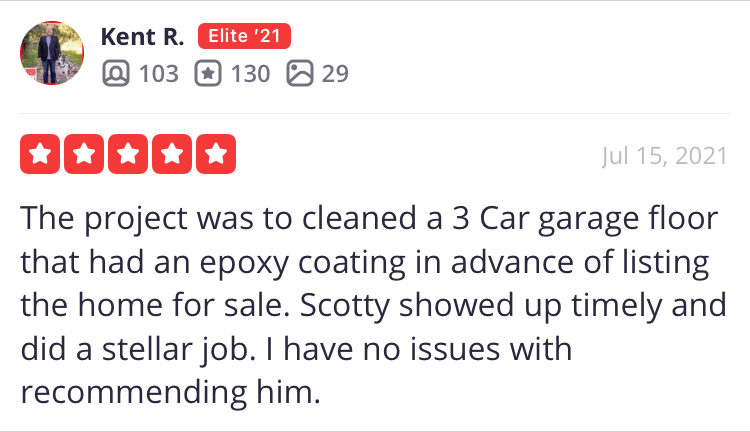 Kent R. Elite '21
103 130 29
Jul 15, 2021
The project was to cleaned a 3 Car garage floor
that had an epoxy coating in advance of listing
the home for sale. Scotty showed up timely and
did a stellar job. I have no issues with
recommending him.